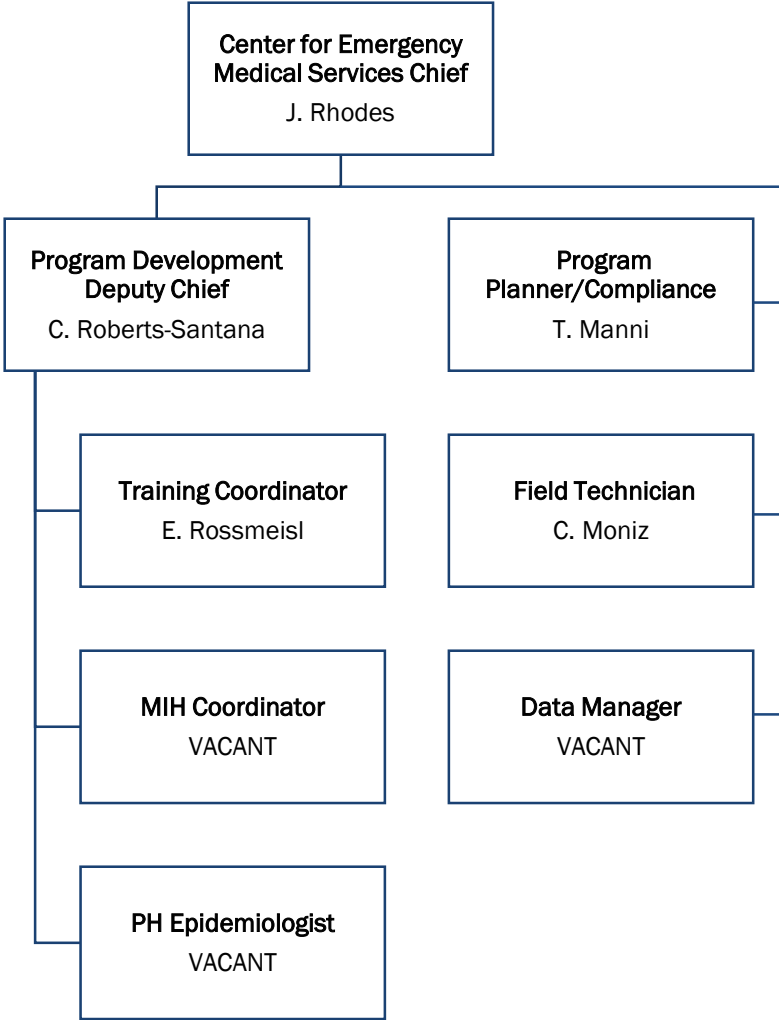 Center for Emergency
Medical Services Chief
J. Rhodes
Program Development
Deputy Chief
C. Roberts-Santana
Program
Planner/Compliance
T. Manni
Training Coordinator
E. Rossmeisl
Field Technician
C. Moniz
MIH Coordinator
VACANT
Data Manager
VACANT
PH Epidemiologist
VACANT